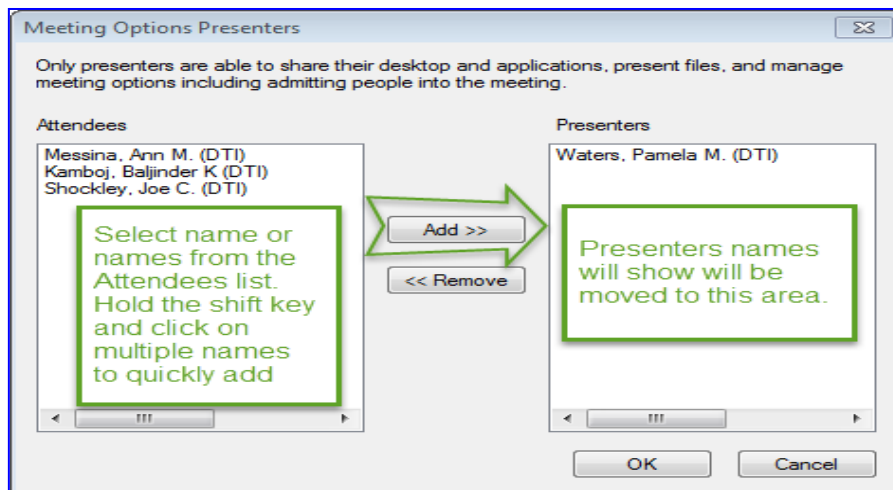 Meeting Options Presenters
Only presenters are able to share their desktop and applications, present files, and manage
meeting options including admitting people into the meeting.
Attendees
Messina, Ann M. (DTI)
Kamboj, Baljinder K (DTI)
Shockley, Joe C. (DTI)
Select name or
names from the
Attendees list.
Hold the shift key
and click on
multiple names
to quickly add
Add >>
<< Remove
Presenters
Waters, Pamela M. (DTI)
Presenters names
will show will be
moved to this area.
OK
Cancel